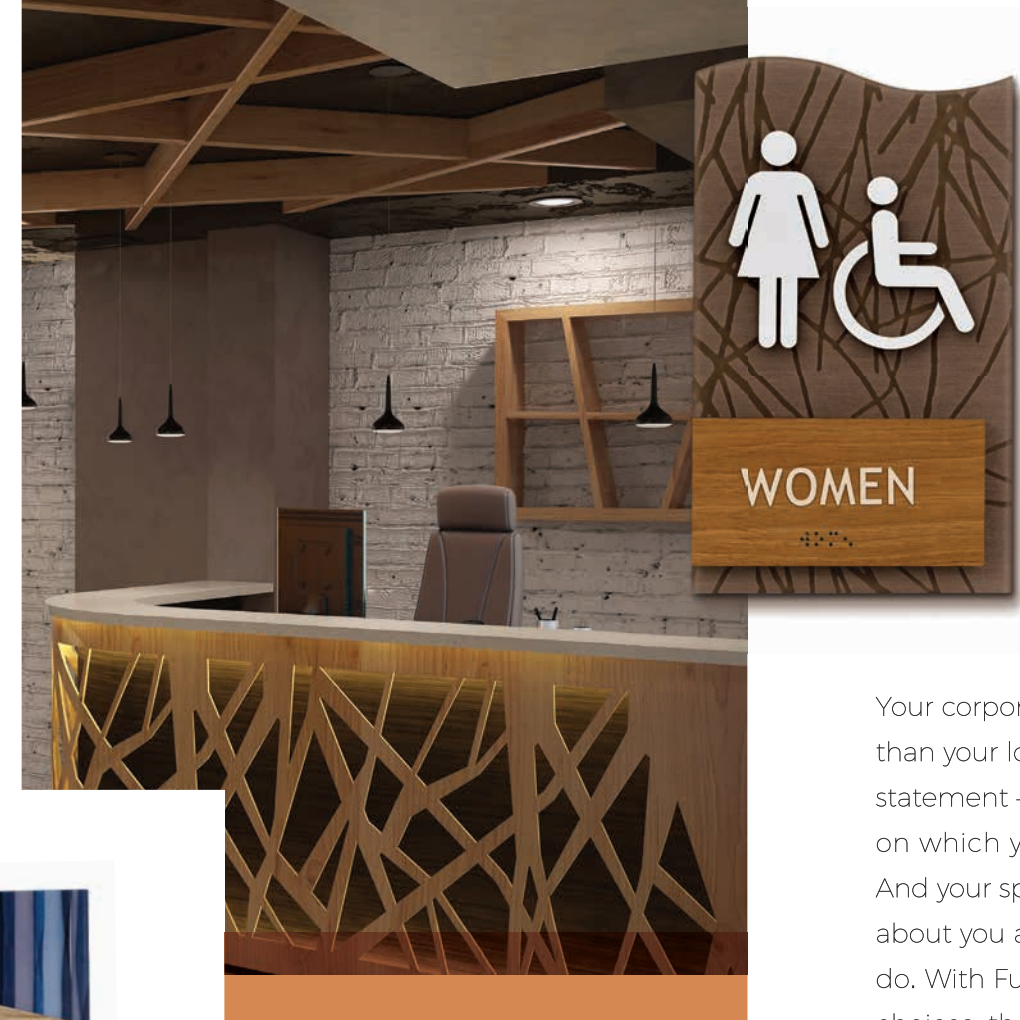 WOMEN
Your corpor
than your lo
statement -
on which y
And your sp
about you a
do. With Fu